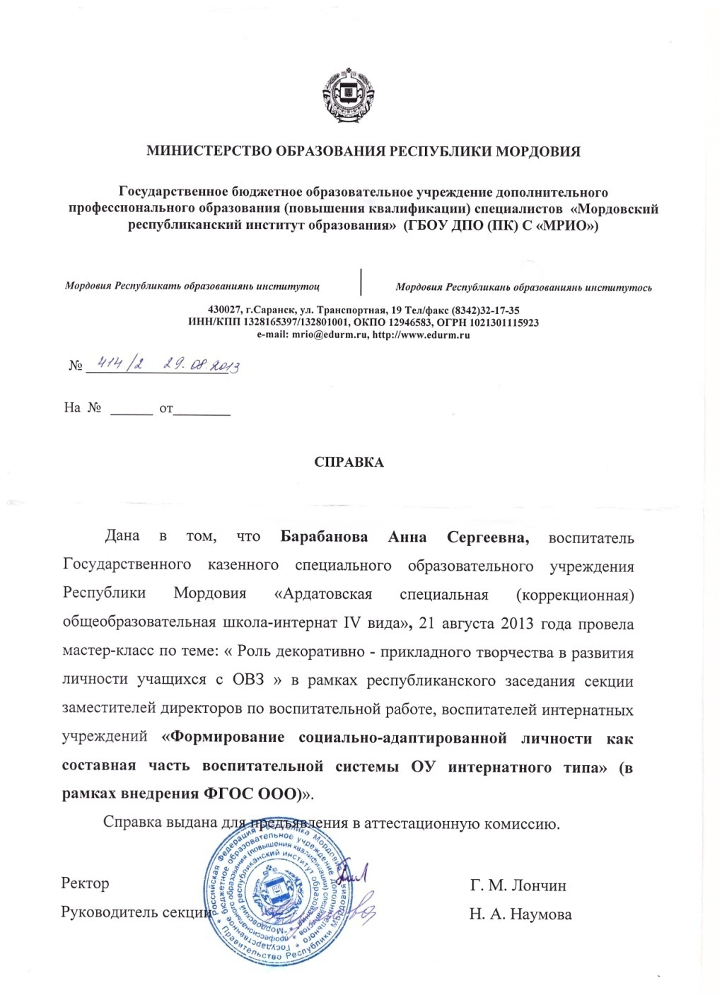 МИНИСТЕРСТВО ОБРАЗОВАНИЯ РЕСПУБЛИКИ МОРДОВИЯ
Государственное бюджетное образовательное учреждение дополнительного
профессионального образования (повышения квалификации) специалистов «Мордовский
республиканский институт образования» (ГБОУ ДПО (ПК) С «МРИО»)
Мордовия Республикать образованиянь институтоц
Мордовия Республикань образованиянь институтось
430027, г.Саранск, ул. Транспортная, 19 Тел/факс (8342)32-17-35
ИНН/КПП 1328165397/132801001, ОКПО 12946583, ОГРН 1021301115923
e-mail: mrio@edurm.ru, http://www.edurm.ru
№ 414/2 29.08.2013
На № ______ от________
СПРАВКА
Дана в том, что Барабанова Анна Сергеевна, воспитатель
Государственного казенного специального образовательного учреждения
Республики Мордовия «Ардатовская специальная (коррекционная)
общеобразовательная школа-интернат IV вида», 21 августа 2013 года провела
мастер-класс по теме: « Роль декоративно - прикладного творчества в развития
личности учащихся с ОВЗ » в рамках республиканского заседания секции
заместителей директоров по воспитательной работе, воспитателей интернатных
учреждений «Формирование социально-адаптированной личности как
составная часть воспитательной системы ОУ интернатного типа» (в
рамках внедрения ФГОС ООО)».
Справка выдана для предъявления в аттестационную комиссию.
Ректор Г. М. Лончин
Руководитель секции Н. А. Наумова
* Российская Федерация Республика Мордовия * Правительство Республики Мордовия
Государственное бюджетное образовательное учреждение дополнительного
профессионального образования (повышения квалификации) специалистов
"Мордовский республиканский институт образования"